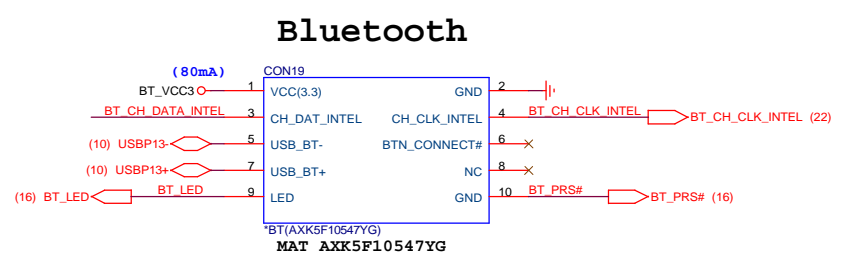 Bluetooth
(80mA)
CON19
BT_VCC3 1 VCC(3.3) GND 2
BT_CH_DATA_INTEL 3 CH_DAT_INTEL CH_CLK_INTEL 4 BT_CH_CLK_INTEL BT_CH_CLK_INTEL (22)
(10) USBP13- 5 USB_BT- BTN_CONNECT# 6
(10) USBP13+ 7 USB_BT+ NC 8
(16) BT_LED BT_LED 9 LED GND 10 BT_PRS# BT_PRS# (16)
*BT(AXK5F10547YG)
MAT AXK5F10547YG